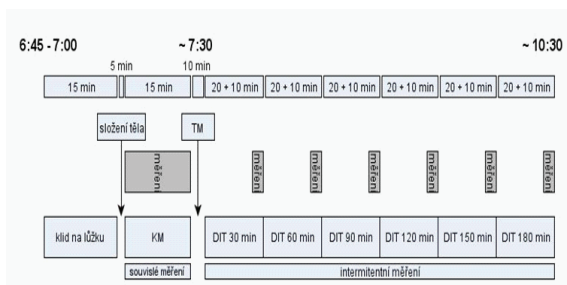 6:45 - 7:00 ~ 7:30 ~ 10:30
5 min 10 min
15 min 15 min 20 + 10 min 20 + 10 min 20 + 10 min 20 + 10 min 20 + 10 min 20 + 10 min
složení těla TM
měření měření měření měření měření měření měření
klid na lůžku KM DIT 30 min DIT 60 min DIT 90 min DIT 120 min DIT 150 min DIT 180 min
souvislé měření intermitentní měření